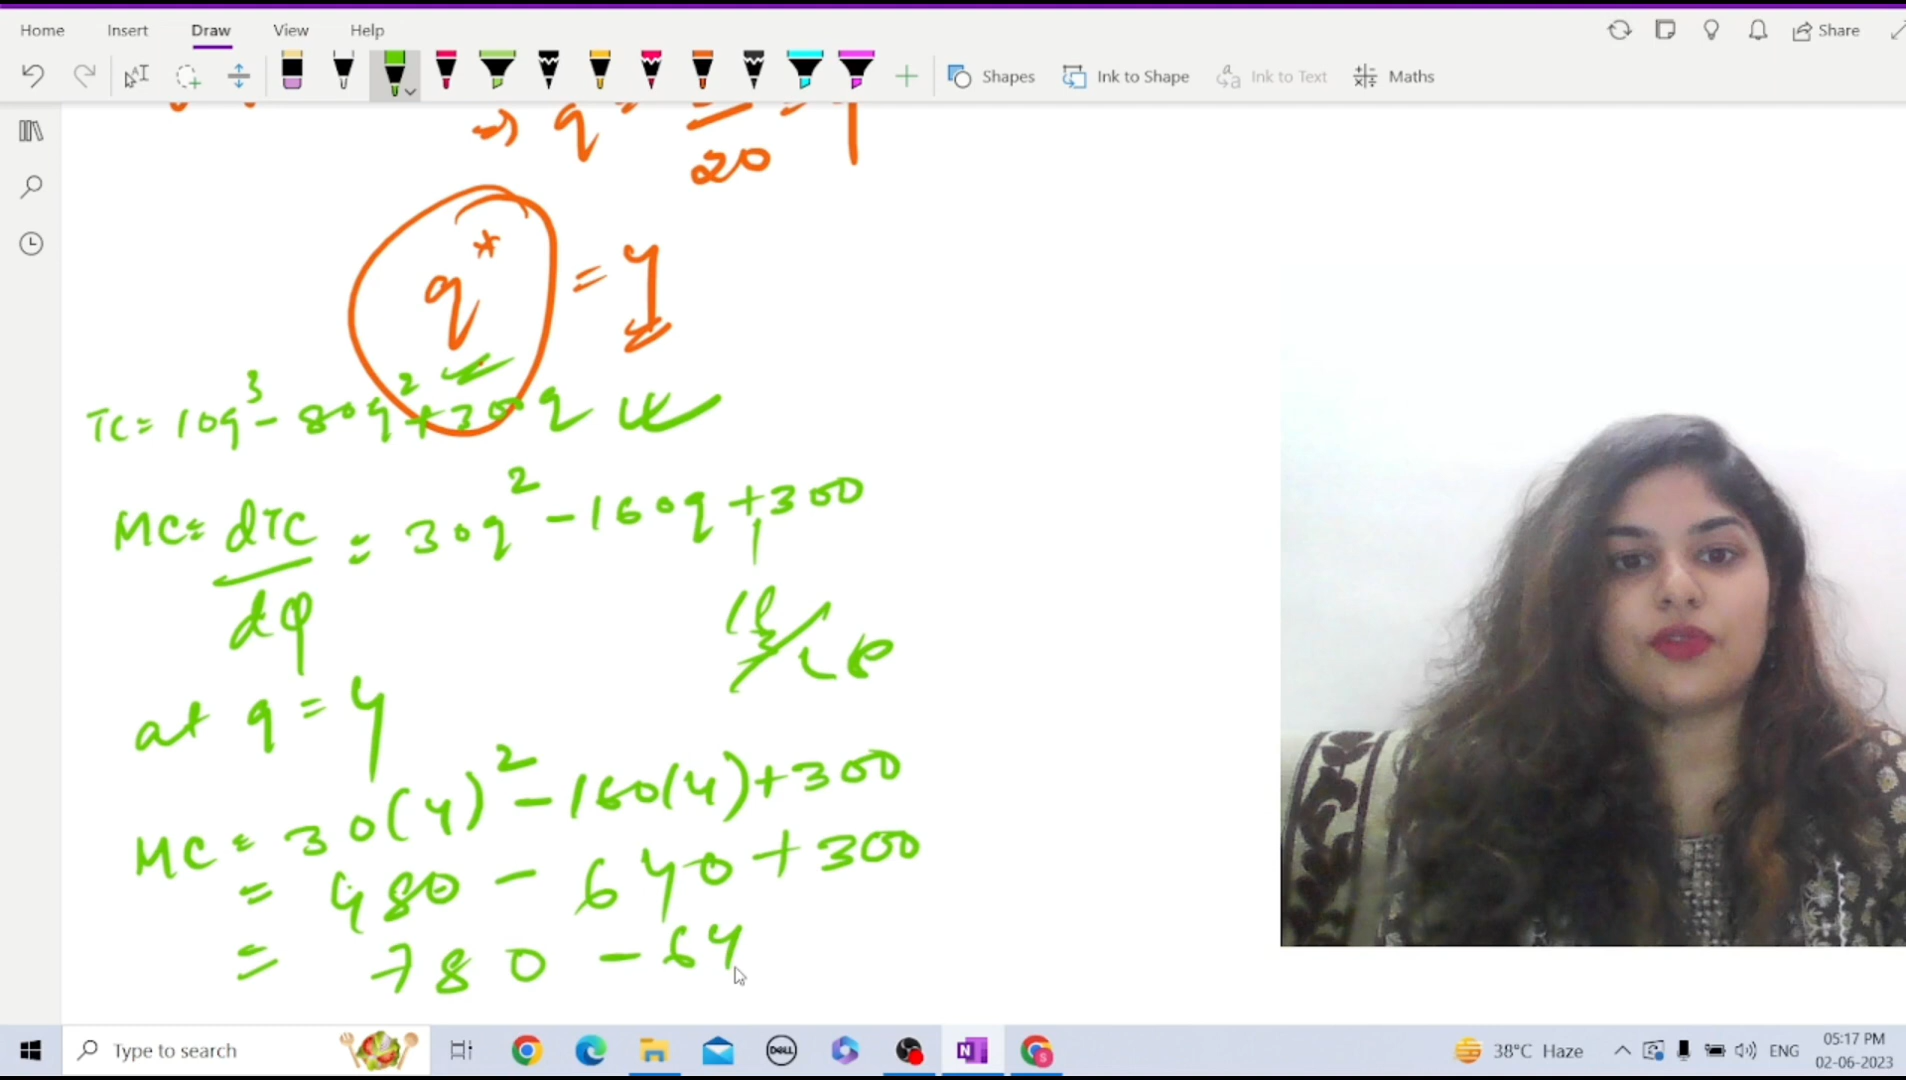 Home Insert Draw View Help Share
Shapes Ink to Shape Ink to Text Maths
=) q = /20 = 4
q* = 4
TC = 10q³ - 80q² + 300q
MC = dTC/dQ = 30q² - 160q + 300
at q = 4
MC = 30(4)² - 160(4) + 300
= 480 - 640 + 300
= 780 - 64
Type to search
DELL
N
S
38°C Haze
ENG
05:17 PM
02-06-2023